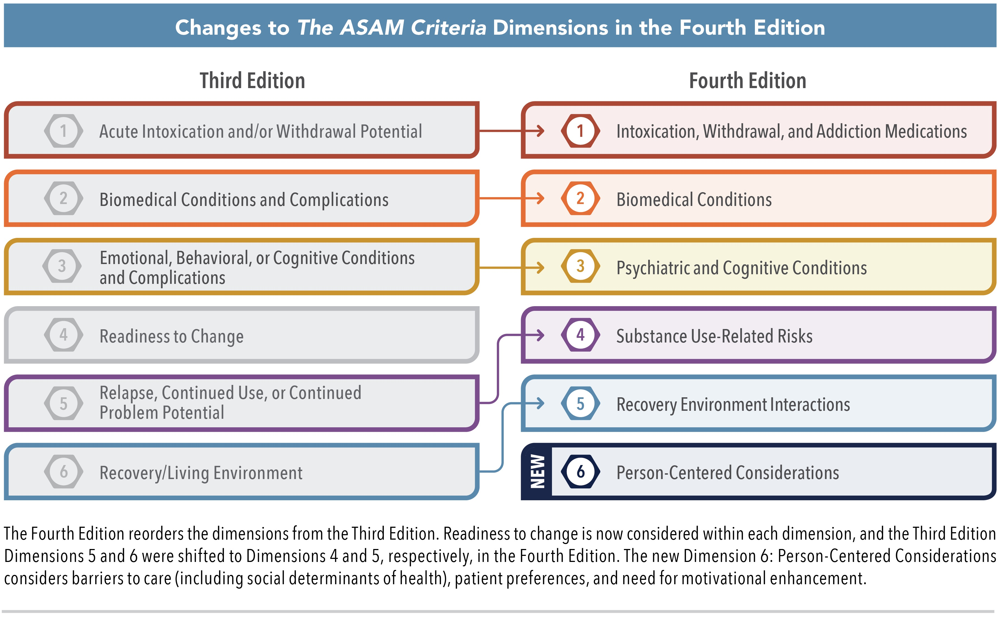 Changes to The ASAM Criteria Dimensions in the Fourth Edition
Third Edition
Fourth Edition
1
Acute Intoxication and/or Withdrawal Potential
1
Intoxication, Withdrawal, and Addiction Medications
2
Biomedical Conditions and Complications
2
Biomedical Conditions
3
Emotional, Behavioral, or Cognitive Conditions
and Complications
3
Psychiatric and Cognitive Conditions
4
Readiness to Change
4
Substance Use-Related Risks
5
Relapse, Continued Use, or Continued
Problem Potential
5
Recovery Environment Interactions
6
Recovery/Living Environment
NEW
6
Person-Centered Considerations
The Fourth Edition reorders the dimensions from the Third Edition. Readiness to change is now considered within each dimension, and the Third Edition
Dimensions 5 and 6 were shifted to Dimensions 4 and 5, respectively, in the Fourth Edition. The new Dimension 6: Person-Centered Considerations
considers barriers to care (including social determinants of health), patient preferences, and need for motivational enhancement.